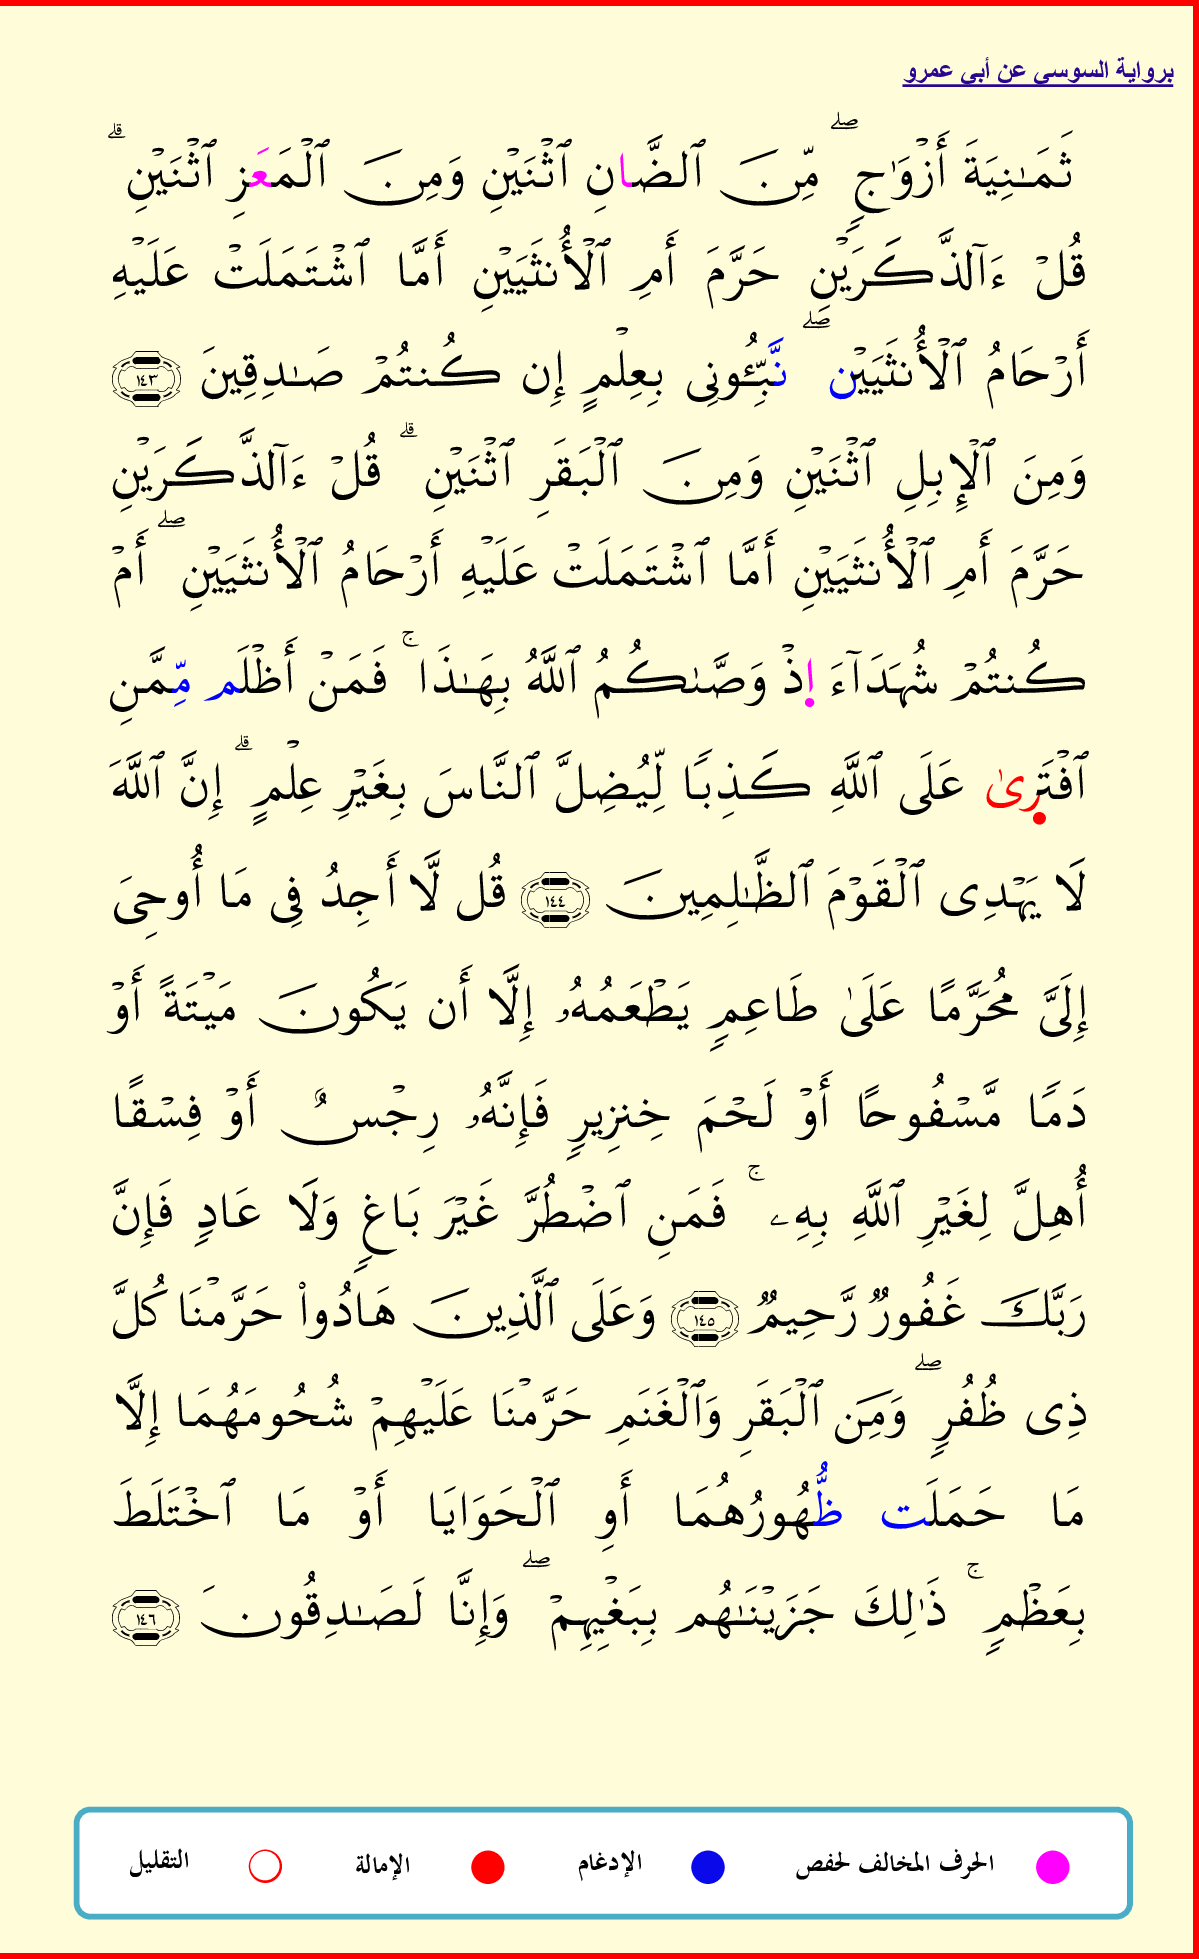 برواية السوسي عن أبي عمرو
ثَمَـٰنِيَةَ أَزْوَٰجٍ ۖ مِّنَ ٱلضَّانِ ٱثْنَيْنِ وَمِنَ ٱلْمَعَزِ ٱثْنَيْنِ ۗ
قُلْ ءَآلذَّكَرَيْنِ حَرَّمَ أَمِ ٱلْأُنثَيَيْنِ أَمَّا ٱشْتَمَلَتْ عَلَيْهِ
أَرْحَامُ ٱلْأُنثَيَيْن ۖ نَّبِّـُٔونِى بِعِلْمٍ إِن كُنتُمْ صَـٰدِقِينَ ١٤٣
وَمِنَ ٱلْإِبِلِ ٱثْنَيْنِ وَمِنَ ٱلْبَقَرِ ٱثْنَيْنِ ۗ قُلْ ءَآلذَّكَرَيْنِ
حَرَّمَ أَمِ ٱلْأُنثَيَيْنِ أَمَّا ٱشْتَمَلَتْ عَلَيْهِ أَرْحَامُ ٱلْأُنثَيَيْنِ ۖ أَمْ
كُنتُمْ شُهَدَآءَ إِذْ وَصَّىٰكُمُ ٱللَّهُ بِهَـٰذَا ۚ فَمَنْ أَظْلَم مِّمَّنِ
ٱفْتَرِىٰ عَلَى ٱللَّهِ كَذِبًا لِّيُضِلَّ ٱلنَّاسَ بِغَيْرِ عِلْمٍ ۗ إِنَّ ٱللَّهَ
لَا يَهْدِى ٱلْقَوْمَ ٱلظَّـٰلِمِينَ ١٤٤ قُل لَّا أَجِدُ فِى مَا أُوحِىَ
إِلَىَّ مُحَرَّمًا عَلَىٰ طَاعِمٍ يَطْعَمُهُۥ إِلَّا أَن يَكُونَ مَيْتَةً أَوْ
دَمًا مَّسْفُوحًا أَوْ لَحْمَ خِنزِيرٍ فَإِنَّهُۥ رِجْسٌ أَوْ فِسْقًا
أُهِلَّ لِغَيْرِ ٱللَّهِ بِهِۦ ۚ فَمَنِ ٱضْطُرَّ غَيْرَ بَاغٍ وَلَا عَادٍ فَإِنَّ
رَبَّكَ غَفُورٌ رَّحِيمٌ ١٤٥ وَعَلَى ٱلَّذِينَ هَادُوا۟ حَرَّمْنَا كُلَّ
ذِى ظُفُرٍ ۖ وَمِنَ ٱلْبَقَرِ وَٱلْغَنَمِ حَرَّمْنَا عَلَيْهِمْ شُحُومَهُمَا إِلَّا
مَا حَمَلَت ظُّهُورُهُمَا أَوِ ٱلْحَوَايَا أَوْ مَا ٱخْتَلَطَ
بِعَظْمٍ ۚ ذَٰلِكَ جَزَيْنَـٰهُم بِبَغْيِهِمْ ۖ وَإِنَّا لَصَـٰدِقُونَ ١٤٦
الحرف المخالف لحفص الإدغام الإمالة التقليل